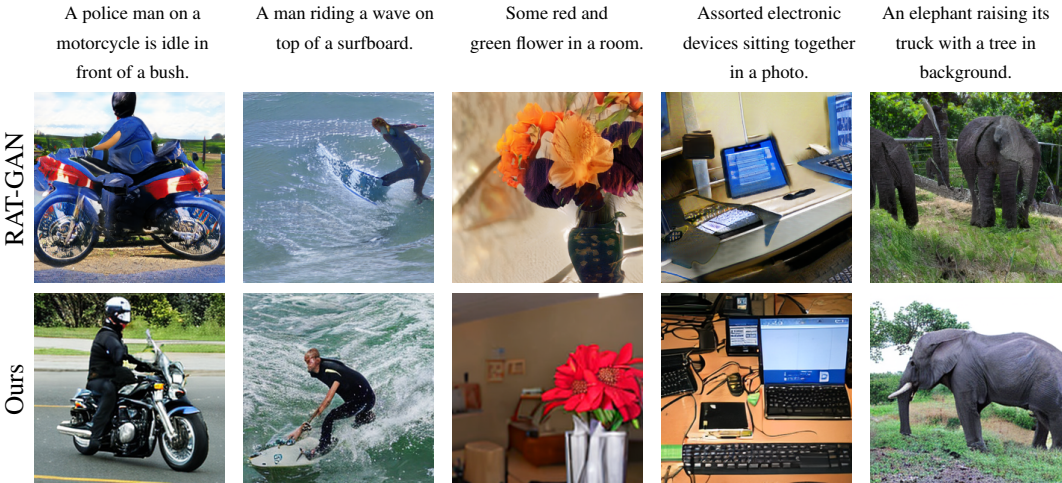 A police man on a
motorcycle is idle in
front of a bush.
A man riding a wave on
top of a surfboard.
Some red and
green flower in a room.
Assorted electronic
devices sitting together
in a photo.
An elephant raising its
truck with a tree in
background.
RAT-GAN
Ours